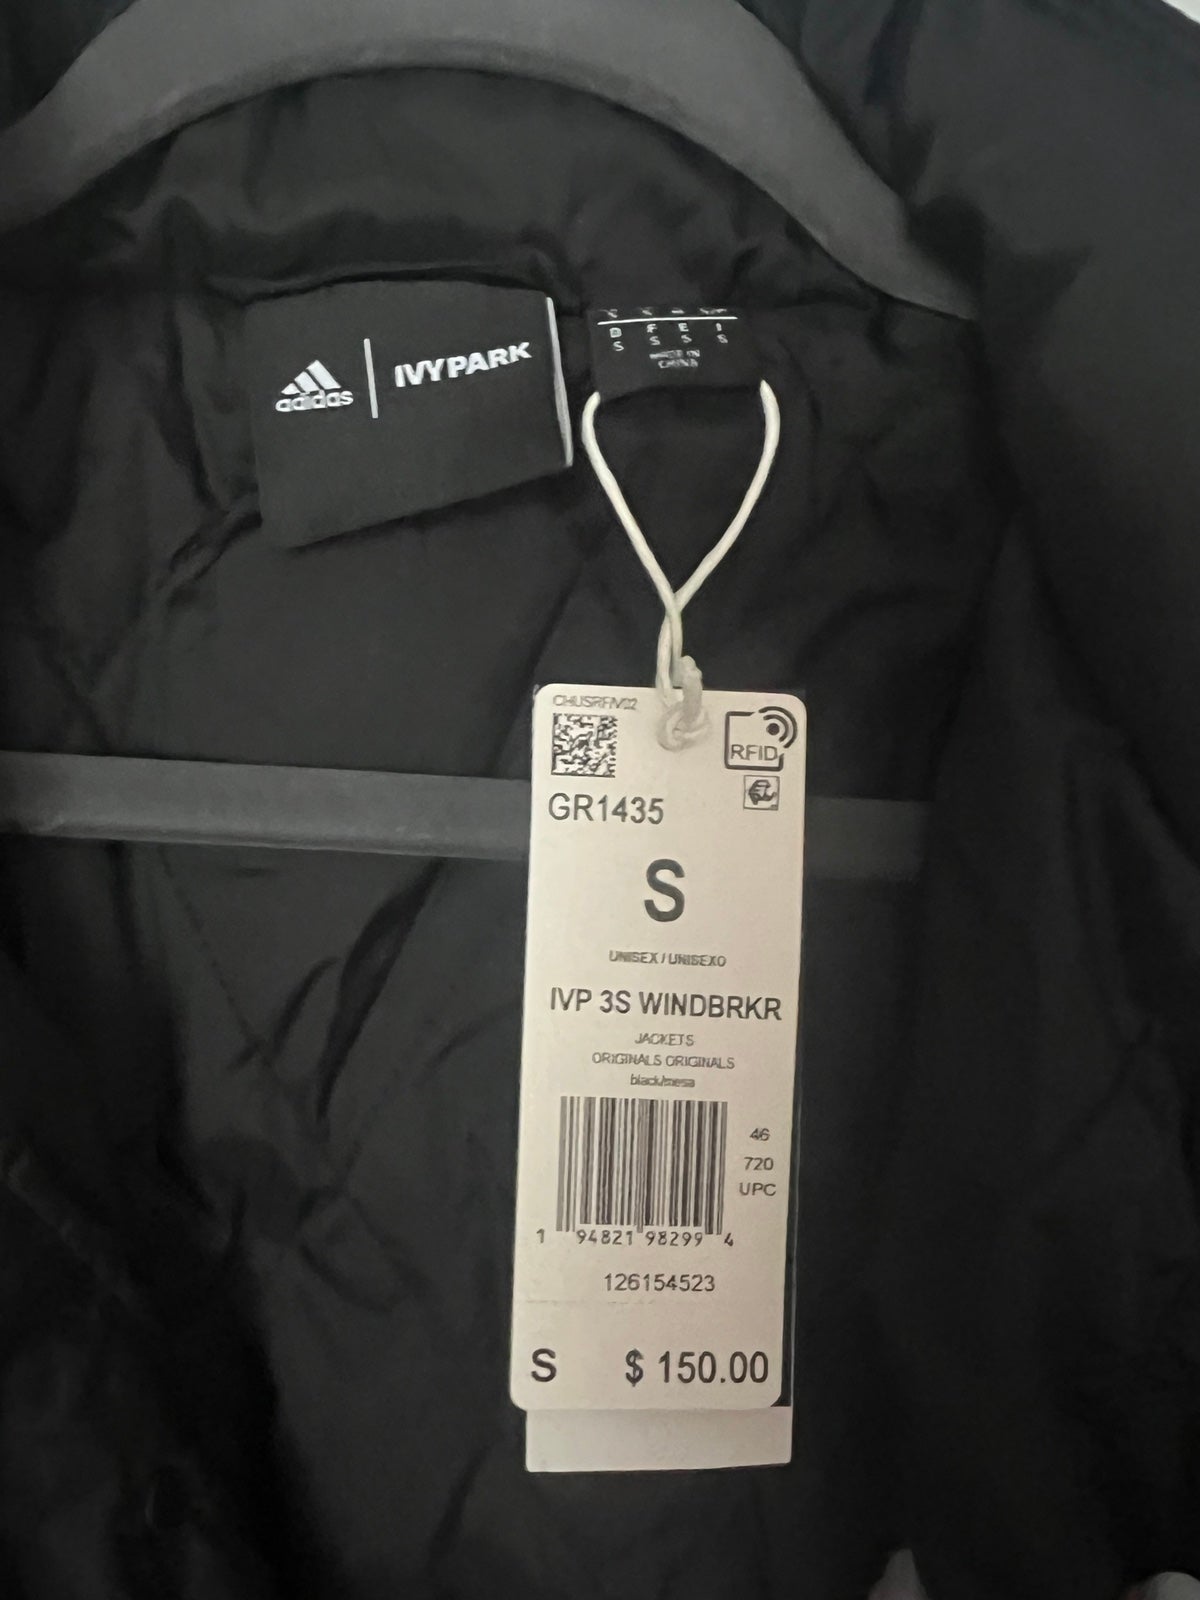 adidas
IVYPARK
D F E I
S S S S
MADE IN
CHINA
CHUSRFIV02
RFID
GR1435
S
UNISEX / UNISEXO
IVP 3S WINDBRKR
JACKETS
ORIGINALS ORIGINALS
black/mesa
46
720
UPC
1 94821 98299 4
126154523
S $ 150.00